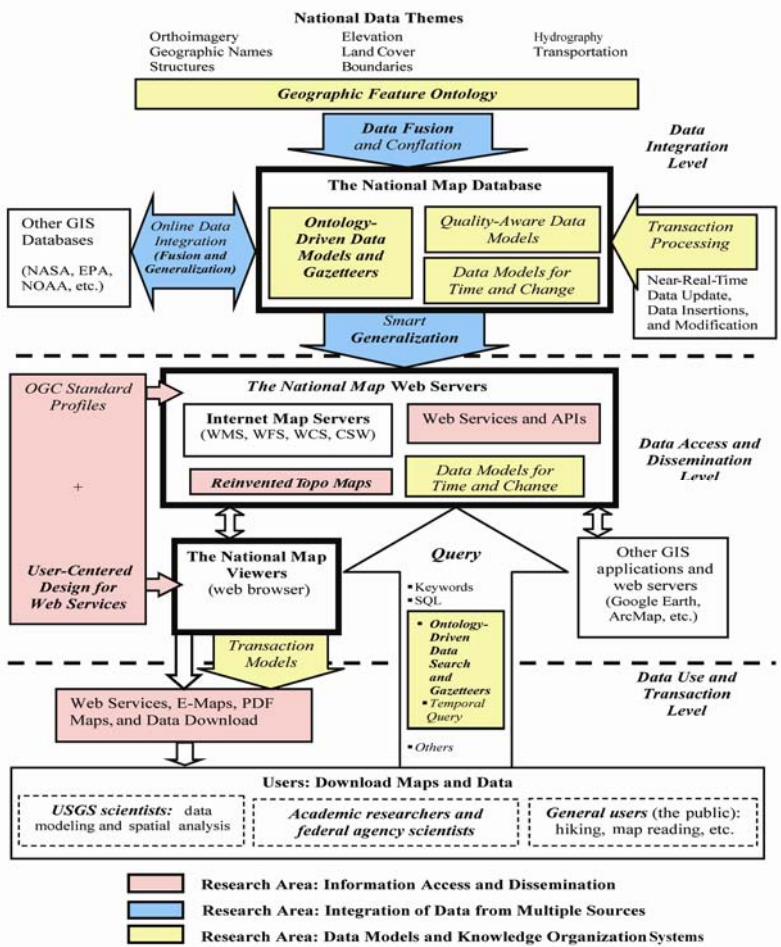 National Data Themes
Orthoimagery
Geographic Names
Structures
Elevation
Land Cover
Boundaries
Hydrography
Transportation
Geographic Feature Ontology
Data Fusion
and Conflation
Data
Integration
Level
The National Map Database
Other GIS
Databases
(NASA, EPA,
NOAA, etc.)
Online Data
Integration
(Fusion and
Generalization)
Ontology-
Driven Data
Models and
Gazetteers
Quality-Aware Data
Models
Data Models for
Time and Change
Transaction
Processing
Near-Real-Time
Data Update,
Data Insertions,
and Modification
Smart
Generalization
OGC Standard
Profiles
+
User-Centered
Design for
Web Services
The National Map Web Servers
Internet Map Servers
(WMS, WFS, WCS, CSW)
Web Services and APIs
Reinvented Topo Maps
Data Models for
Time and Change
Data Access and
Dissemination
Level
The National Map
Viewers
(web browser)
Query
▪ Keywords
▪ SQL
▪ Ontology-
Driven
Data
Search
and
Gazetteers
▪ Temporal
Query
▪ Others
Other GIS
applications and
web servers
(Google Earth,
ArcMap, etc.)
Transaction
Models
Data Use and
Transaction
Level
Web Services, E-Maps, PDF
Maps, and Data Download
Users: Download Maps and Data
USGS scientists: data
modeling and spatial analysis
Academic researchers and
federal agency scientists
General users (the public):
hiking, map reading, etc.
Research Area: Information Access and Dissemination
Research Area: Integration of Data from Multiple Sources
Research Area: Data Models and Knowledge Organization Systems